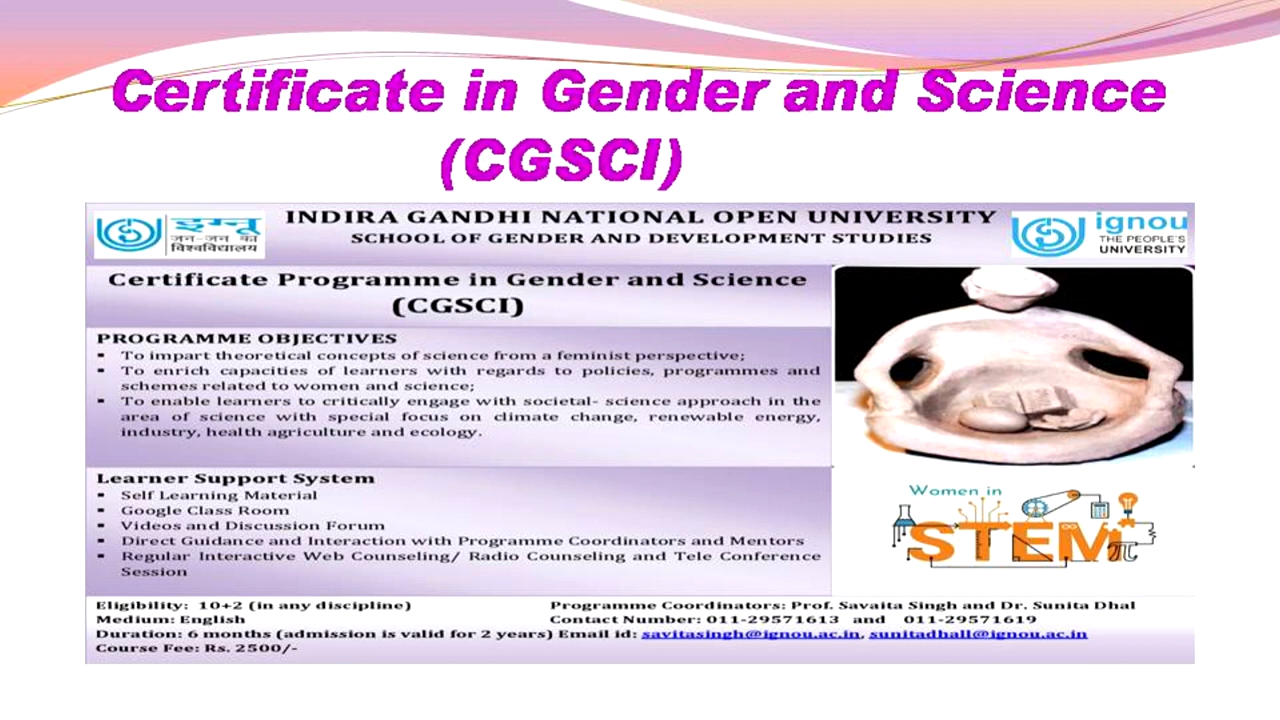 Certificate in Gender and Science
(CGSCI)
इग्नू
जन-जन का
विश्वविद्यालय
INDIRA GANDHI NATIONAL OPEN UNIVERSITY
SCHOOL OF GENDER AND DEVELOPMENT STUDIES
ignou
THE PEOPLE'S
UNIVERSITY
Certificate Programme in Gender and Science
(CGSCI)
PROGRAMME OBJECTIVES
▪ To impart theoretical concepts of science from a feminist perspective;
▪ To enrich capacities of learners with regards to policies, programmes and
schemes related to women and science;
▪ To enable learners to critically engage with societal- science approach in the
area of science with special focus on climate change, renewable energy,
industry, health agriculture and ecology.
Learner Support System
▪ Self Learning Material
▪ Google Class Room
▪ Videos and Discussion Forum
▪ Direct Guidance and Interaction with Programme Coordinators and Mentors
▪ Regular Interactive Web Counseling/ Radio Counseling and Tele Conference
Session
Women in
STEM
π
Eligibility: 10+2 (in any discipline)
Medium: English
Duration: 6 months (admission is valid for 2 years)
Course Fee: Rs. 2500/-
Programme Coordinators: Prof. Savaita Singh and Dr. Sunita Dhal
Contact Number: 011-29571613 and 011-29571619
Email id: savitasingh@ignou.ac.in, sunitadhall@ignou.ac.in